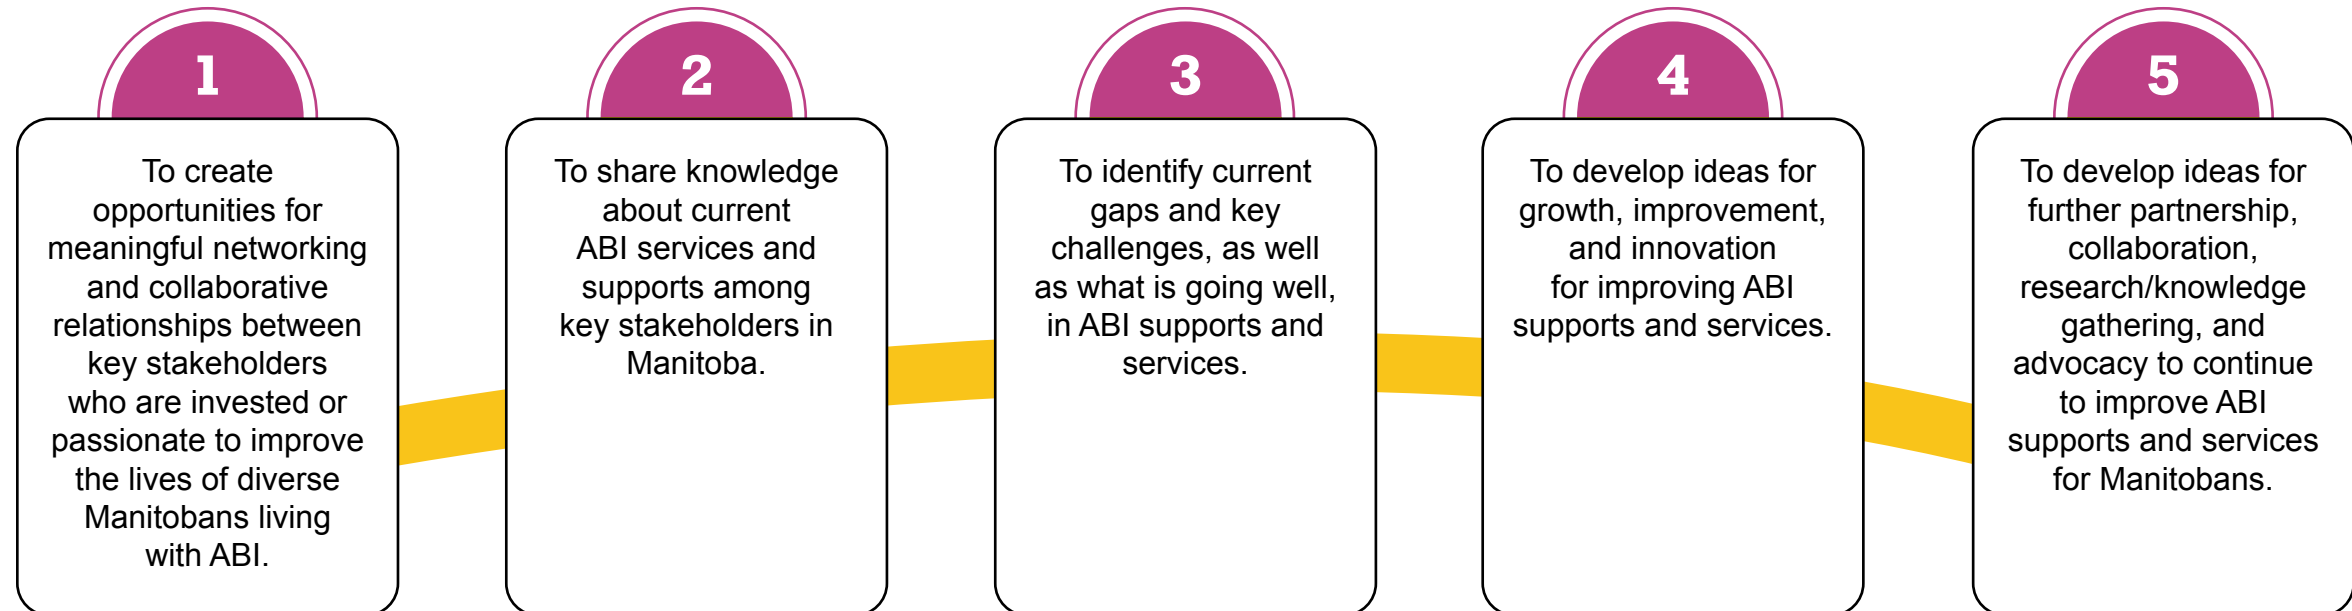 1
To create
opportunities for
meaningful networking
and collaborative
relationships between
key stakeholders
who are invested or
passionate to improve
the lives of diverse
Manitobans living
with ABI.
2
To share knowledge
about current
ABI services and
supports among
key stakeholders in
Manitoba.
3
To identify current
gaps and key
challenges, as well
as what is going well,
in ABI supports and
services.
4
To develop ideas for
growth, improvement,
and innovation
for improving ABI
supports and services.
5
To develop ideas for
further partnership,
collaboration,
research/knowledge
gathering, and
advocacy to continue
to improve ABI
supports and services
for Manitobans.